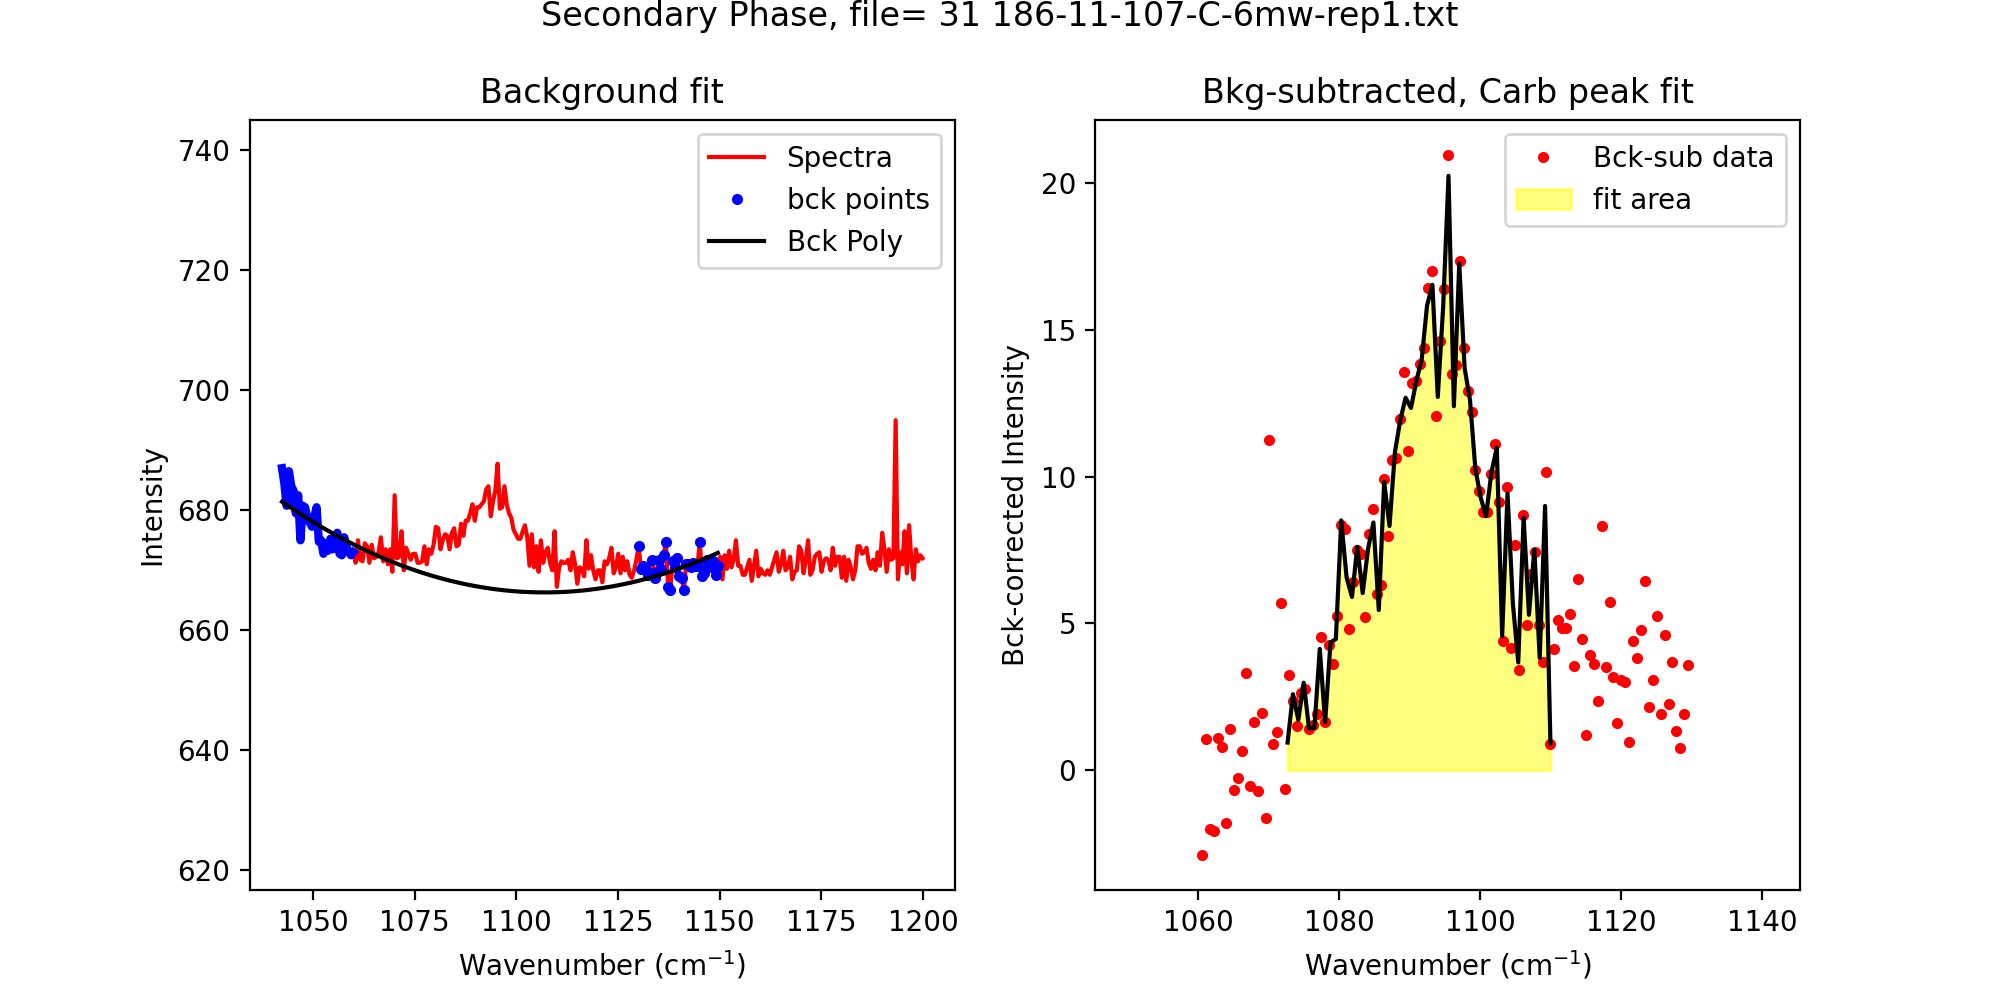 Secondary Phase, file= 31 186-11-107-C-6mw-rep1.txt
Background fit
Intensity
740
720
700
680
660
640
620
1050 1075 1100 1125 1150 1175 1200
Wavenumber (cm⁻¹)
Spectra
bck points
Bck Poly
Bkg-subtracted, Carb peak fit
Bck-corrected Intensity
20
15
10
5
0
1060 1080 1100 1120 1140
Wavenumber (cm⁻¹)
Bck-sub data
fit area